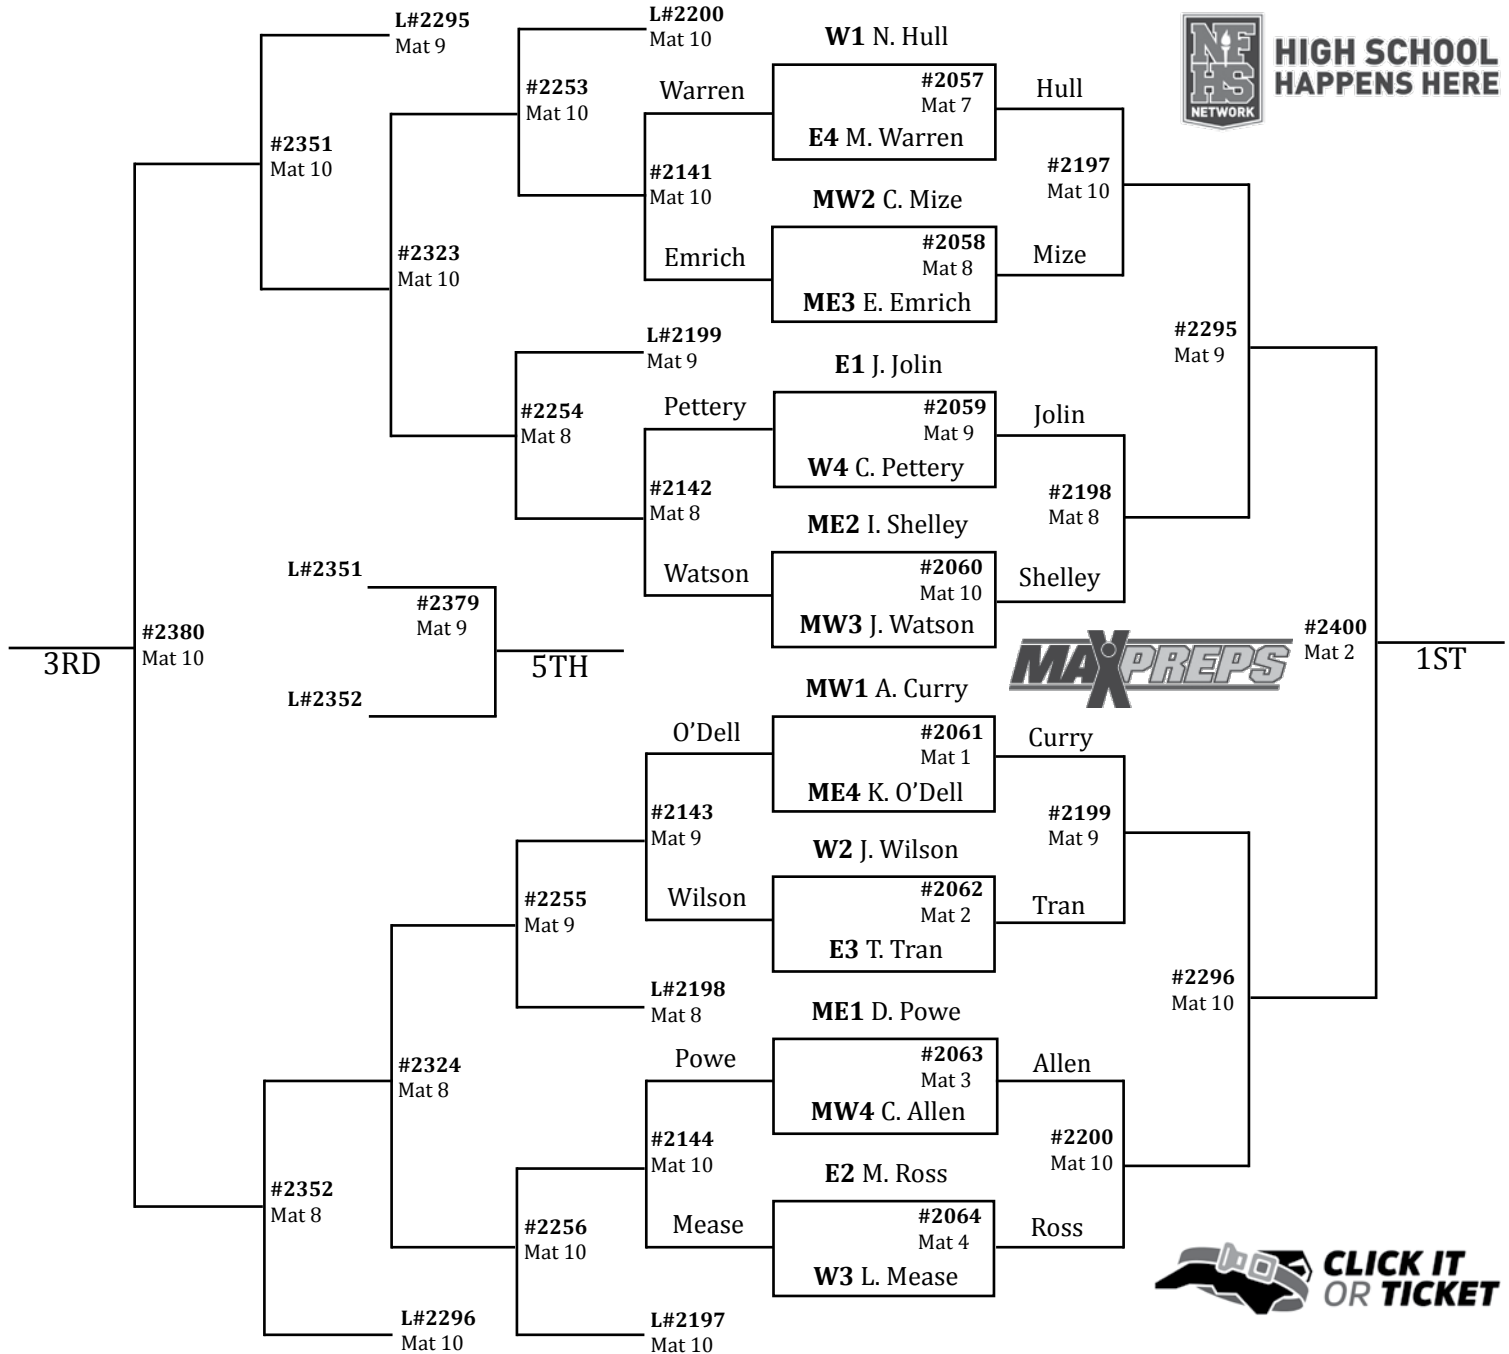 L#2295
Mat 9
L#2200
Mat 10
W1 N. Hull
NFHS
NETWORK
HIGH SCHOOL
HAPPENS HERE
#2253
Mat 10
Warren
#2057
Mat 7
Hull
E4 M. Warren
#2351
Mat 10
#2141
Mat 10
#2197
Mat 10
MW2 C. Mize
#2323
Mat 10
Emrich
#2058
Mat 8
Mize
ME3 E. Emrich
L#2199
Mat 9
#2295
Mat 9
E1 J. Jolin
#2254
Mat 8
Pettery
#2059
Mat 9
Jolin
W4 C. Pettery
#2142
Mat 8
#2198
Mat 8
ME2 I. Shelley
L#2351
Watson
#2060
Mat 10
Shelley
#2379
Mat 9
MW3 J. Watson
#2380
Mat 10
3RD
5TH
MAXPREPS
#2400
Mat 2
1ST
L#2352
MW1 A. Curry
O’Dell
#2061
Mat 1
Curry
ME4 K. O’Dell
#2143
Mat 9
#2199
Mat 9
W2 J. Wilson
#2255
Mat 9
Wilson
#2062
Mat 2
Tran
E3 T. Tran
L#2198
Mat 8
#2296
Mat 10
ME1 D. Powe
#2324
Mat 8
Powe
#2063
Mat 3
Allen
MW4 C. Allen
#2144
Mat 10
#2200
Mat 10
E2 M. Ross
#2352
Mat 8
#2256
Mat 10
Mease
#2064
Mat 4
Ross
W3 L. Mease
CLICK IT
OR TICKET
L#2296
Mat 10
L#2197
Mat 10